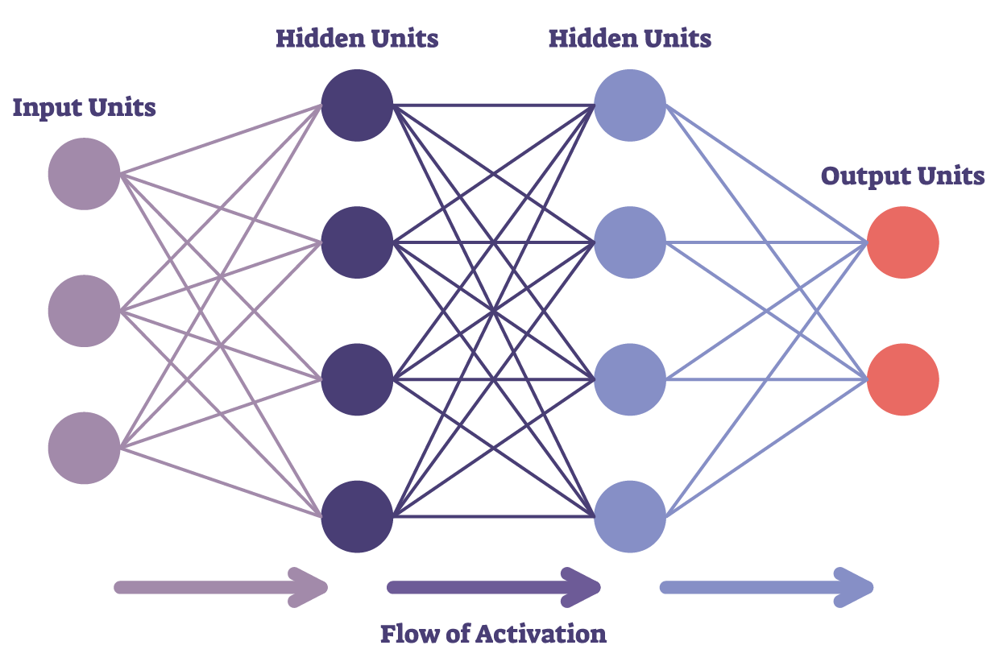 Hidden Units
Hidden Units
Input Units
Output Units
Flow of Activation